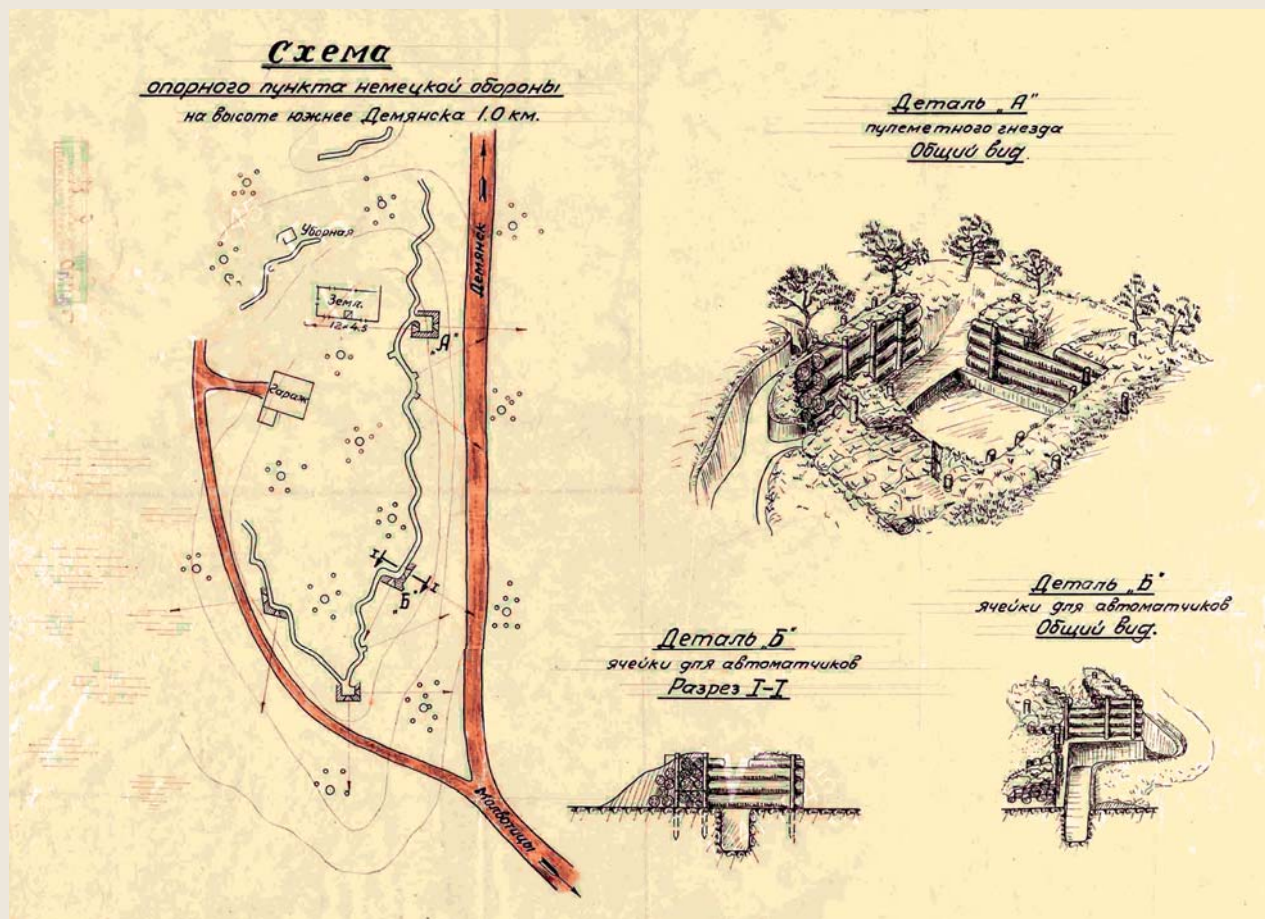 Схема
опорного пункта немецкой обороны
на высоте южнее Демянска 1.0 км.
Уборная
Земл.
12×4.5
Гараж
„А"
Демянск
I
I
„Б"
Малвотицы
Деталь „А"
пулеметного гнезда
Общий вид.
Деталь „Б"
ячейки для автоматчиков
Разрез I-I
Деталь „Б"
ячейки для автоматчиков
Общий вид.